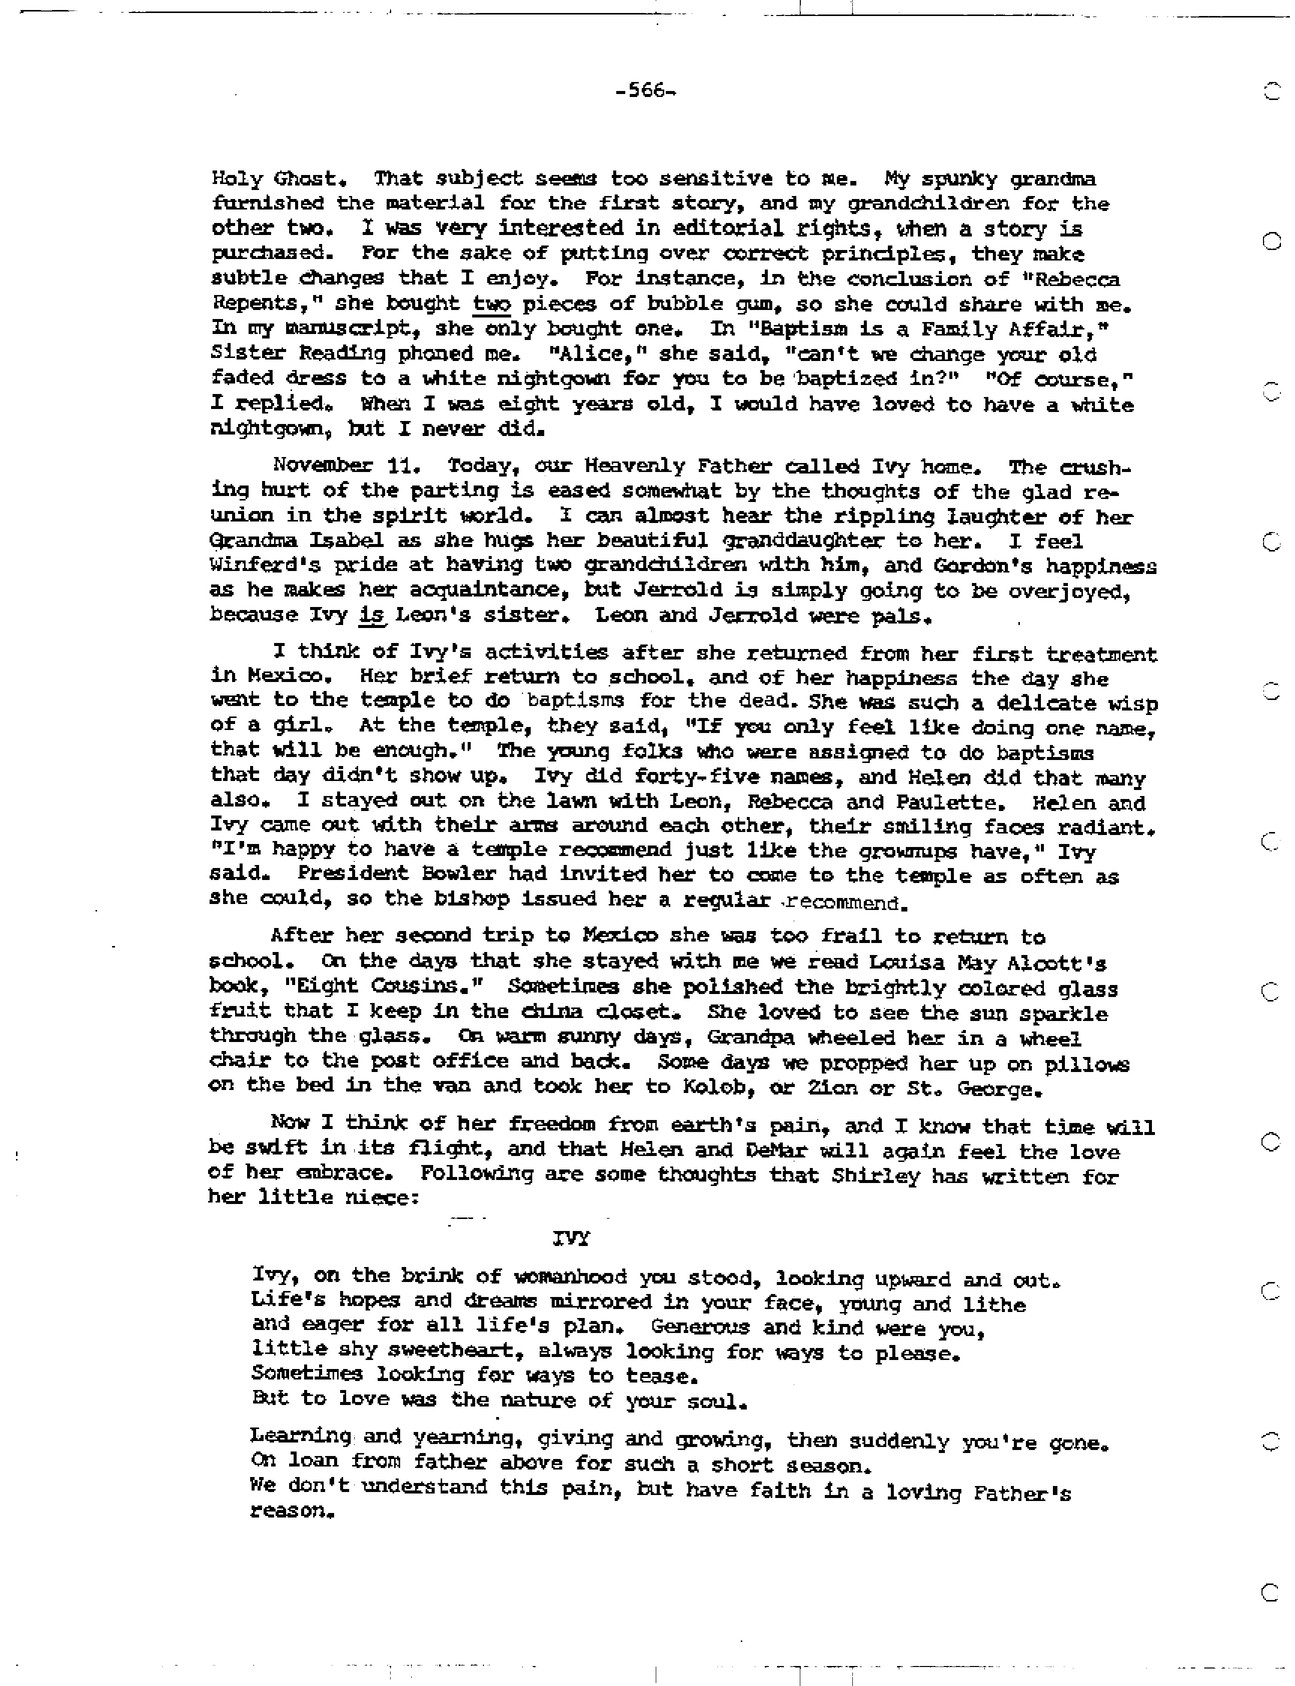 -566-
Holy Ghost. That subject seems too sensitive to me. My spunky grandma
furnished the material for the first story, and my grandchildren for the
other two. I was very interested in editorial rights, when a story is
purchased. For the sake of putting over correct principles, they make
subtle changes that I enjoy. For instance, in the conclusion of "Rebecca
Repents," she bought two pieces of bubble gum, so she could share with me.
In my manuscript, she only bought one. In "Baptism is a Family Affair,"
Sister Reading phoned me. "Alice," she said, "can't we change your old
faded dress to a white nightgown for you to be baptized in?" "Of course,"
I replied. When I was eight years old, I would have loved to have a white
nightgown, but I never did.
November 11. Today, our Heavenly Father called Ivy home. The crush-
ing hurt of the parting is eased somewhat by the thoughts of the glad re-
union in the spirit world. I can almost hear the rippling laughter of her
Grandma Isabel as she hugs her beautiful granddaughter to her. I feel
Winferd's pride at having two grandchildren with him, and Gordon's happiness
as he makes her acquaintance, but Jerrold is simply going to be overjoyed,
because Ivy is Leon's sister. Leon and Jerrold were pals.
I think of Ivy's activities after she returned from her first treatment
in Mexico. Her brief return to school, and of her happiness the day she
went to the temple to do baptisms for the dead. She was such a delicate wisp
of a girl. At the temple, they said, "If you only feel like doing one name,
that will be enough." The young folks who were assigned to do baptisms
that day didn't show up. Ivy did forty-five names, and Helen did that many
also. I stayed out on the lawn with Leon, Rebecca and Paulette. Helen and
Ivy came out with their arms around each other, their smiling faces radiant.
"I'm happy to have a temple recommend just like the grownups have," Ivy
said. President Bowler had invited her to come to the temple as often as
she could, so the bishop issued her a regular recommend.
After her second trip to Mexico she was too frail to return to
school. On the days that she stayed with me we read Louisa May Alcott's
book, "Eight Cousins." Sometimes she polished the brightly colored glass
fruit that I keep in the china closet. She loved to see the sun sparkle
through the glass. On warm sunny days, Grandpa wheeled her in a wheel
chair to the post office and back. Some days we propped her up on pillows
on the bed in the van and took her to Kolob, or Zion or St. George.
Now I think of her freedom from earth's pain, and I know that time will
be swift in its flight, and that Helen and DeMar will again feel the love
of her embrace. Following are some thoughts that Shirley has written for
her little niece:
IVY
Ivy, on the brink of womanhood you stood, looking upward and out.
Life's hopes and dreams mirrored in your face, young and lithe
and eager for all life's plan. Generous and kind were you,
little shy sweetheart, always looking for ways to please.
Sometimes looking for ways to tease.
But to love was the nature of your soul.
Learning and yearning, giving and growing, then suddenly you're gone.
On loan from father above for such a short season.
We don't understand this pain, but have faith in a loving Father's
reason.